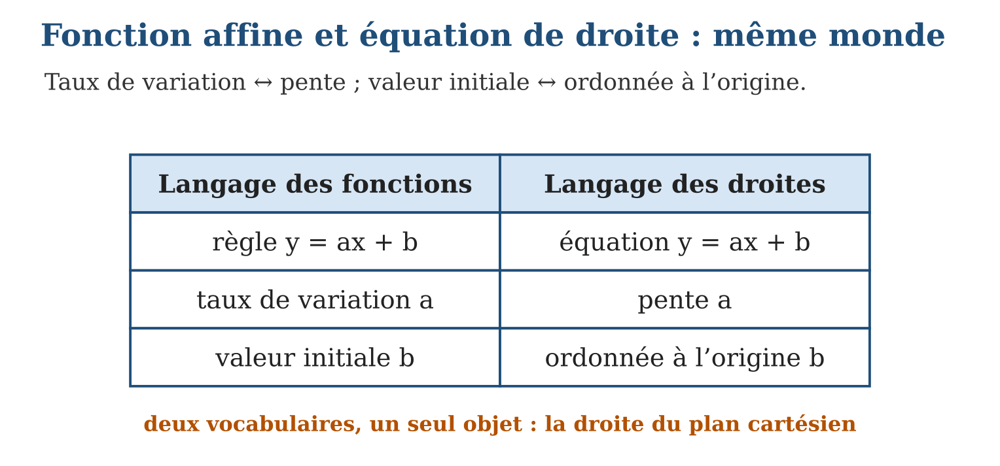 Fonction affine et équation de droite : même monde
Taux de variation ↔ pente ; valeur initiale ↔ ordonnée à l’origine.
Langage des fonctions
Langage des droites
règle y = ax + b
équation y = ax + b
taux de variation a
pente a
valeur initiale b
ordonnée à l’origine b
deux vocabulaires, un seul objet : la droite du plan cartésien